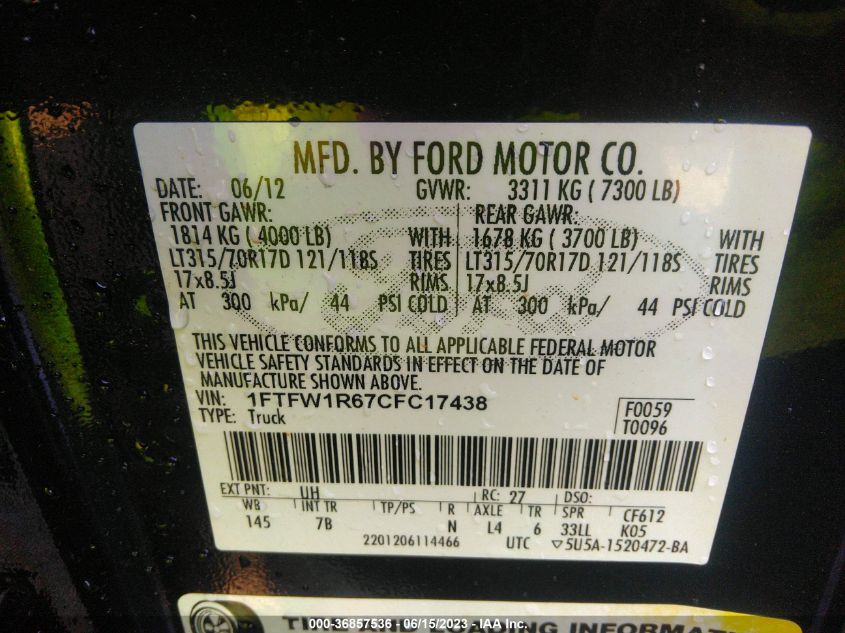 MFD. BY FORD MOTOR CO.
DATE: 06/12 GVWR: 3311 KG ( 7300 LB)
FRONT GAWR: REAR GAWR:
1814 KG ( 4000 LB) WITH 1678 KG ( 3700 LB) WITH
LT315/70R17D 121/118S TIRES LT315/70R17D 121/118S TIRES
17x8.5J RIMS 17x8.5J RIMS
AT 300 kPa/ 44 PSI COLD AT 300 kPa/ 44 PSI COLD
THIS VEHICLE CONFORMS TO ALL APPLICABLE FEDERAL MOTOR
VEHICLE SAFETY STANDARDS IN EFFECT ON THE DATE OF
MANUFACTURE SHOWN ABOVE.
VIN: 1FTFW1R67CFC17438 F0059
TYPE: Truck T0096
EXT PNT: UH RC: 27 DSO:
WB INT TR TP/PS R AXLE TR SPR CF612
145 7B N L4 6 33LL K05
2201206114466 UTC ▽5U5A-1520472-BA
TIRE AND LOADING INFORMAT
000-36857536 - 06/15/2023 - IAA Inc.